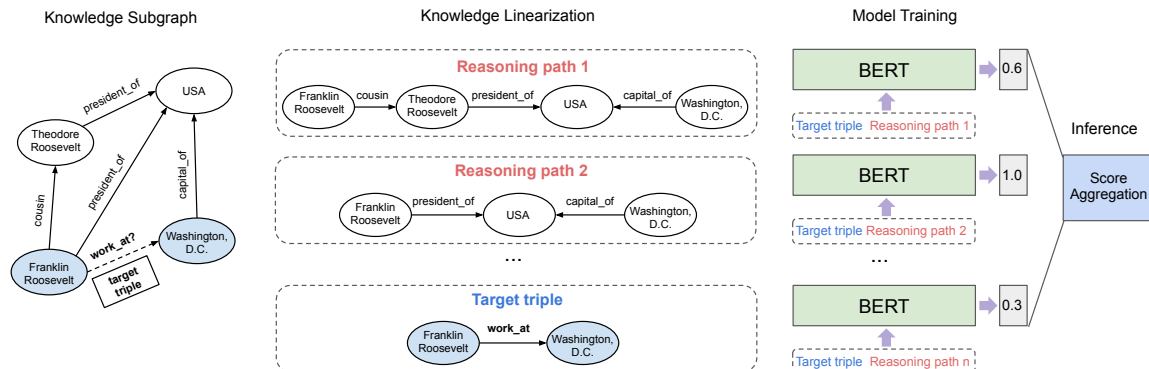 Knowledge Subgraph
Knowledge Linearization
Model Training
USA
president_of
Theodore
Roosevelt
president_of
capital_of
cousin
Washington,
D.C.
work_at?
Franklin
Roosevelt
target
triple
Reasoning path 1
Franklin
Roosevelt
cousin
Theodore
Roosevelt
president_of
USA
capital_of
Washington,
D.C.
Reasoning path 2
Franklin
Roosevelt
president_of
USA
capital_of
Washington,
D.C.
...
Target triple
Franklin
Roosevelt
work_at
Washington,
D.C.
BERT
0.6
Target triple Reasoning path 1
BERT
1.0
Target triple Reasoning path 2
...
BERT
0.3
Target triple Reasoning path n
Inference
Score
Aggregation